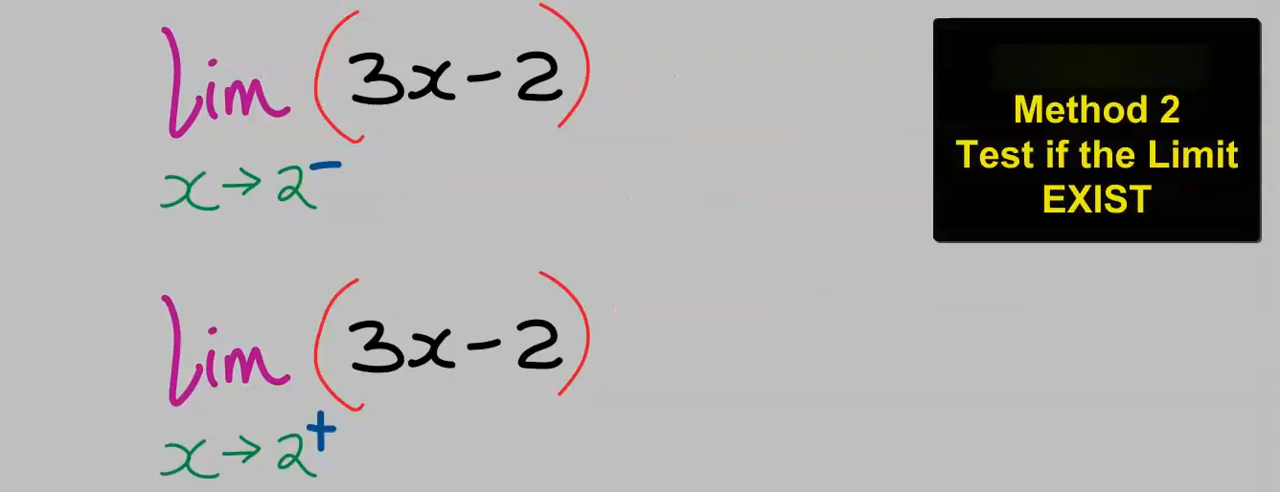 lim (3x-2)
x→2⁻
Method 2
Test if the Limit
EXIST
lim (3x-2)
x→2⁺